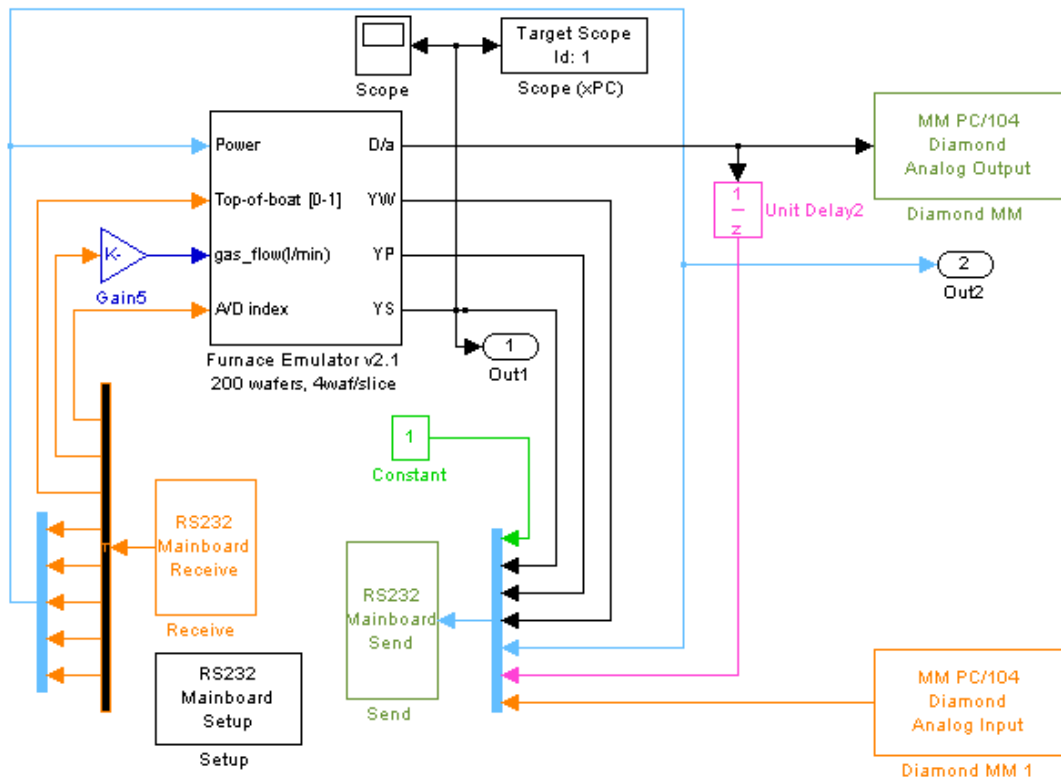 Target Scope
Id: 1
Scope
Scope (xPC)
Power
D/a
Top-of-boat [0-1]
YW
gas_flow(l/min)
YP
A/D index
YS
K-
Gain5
Furnace Emulator v2.1
200 wafers, 4waf/slice
MM PC/104
Diamond
Analog Output
Diamond MM
1
z
Unit Delay2
2
Out2
1
Out1
1
Constant
RS232
Mainboard
Receive
Receive
T
RS232
Mainboard
Setup
Setup
RS232
Mainboard
Send
Send
MM PC/104
Diamond
Analog Input
Diamond MM 1